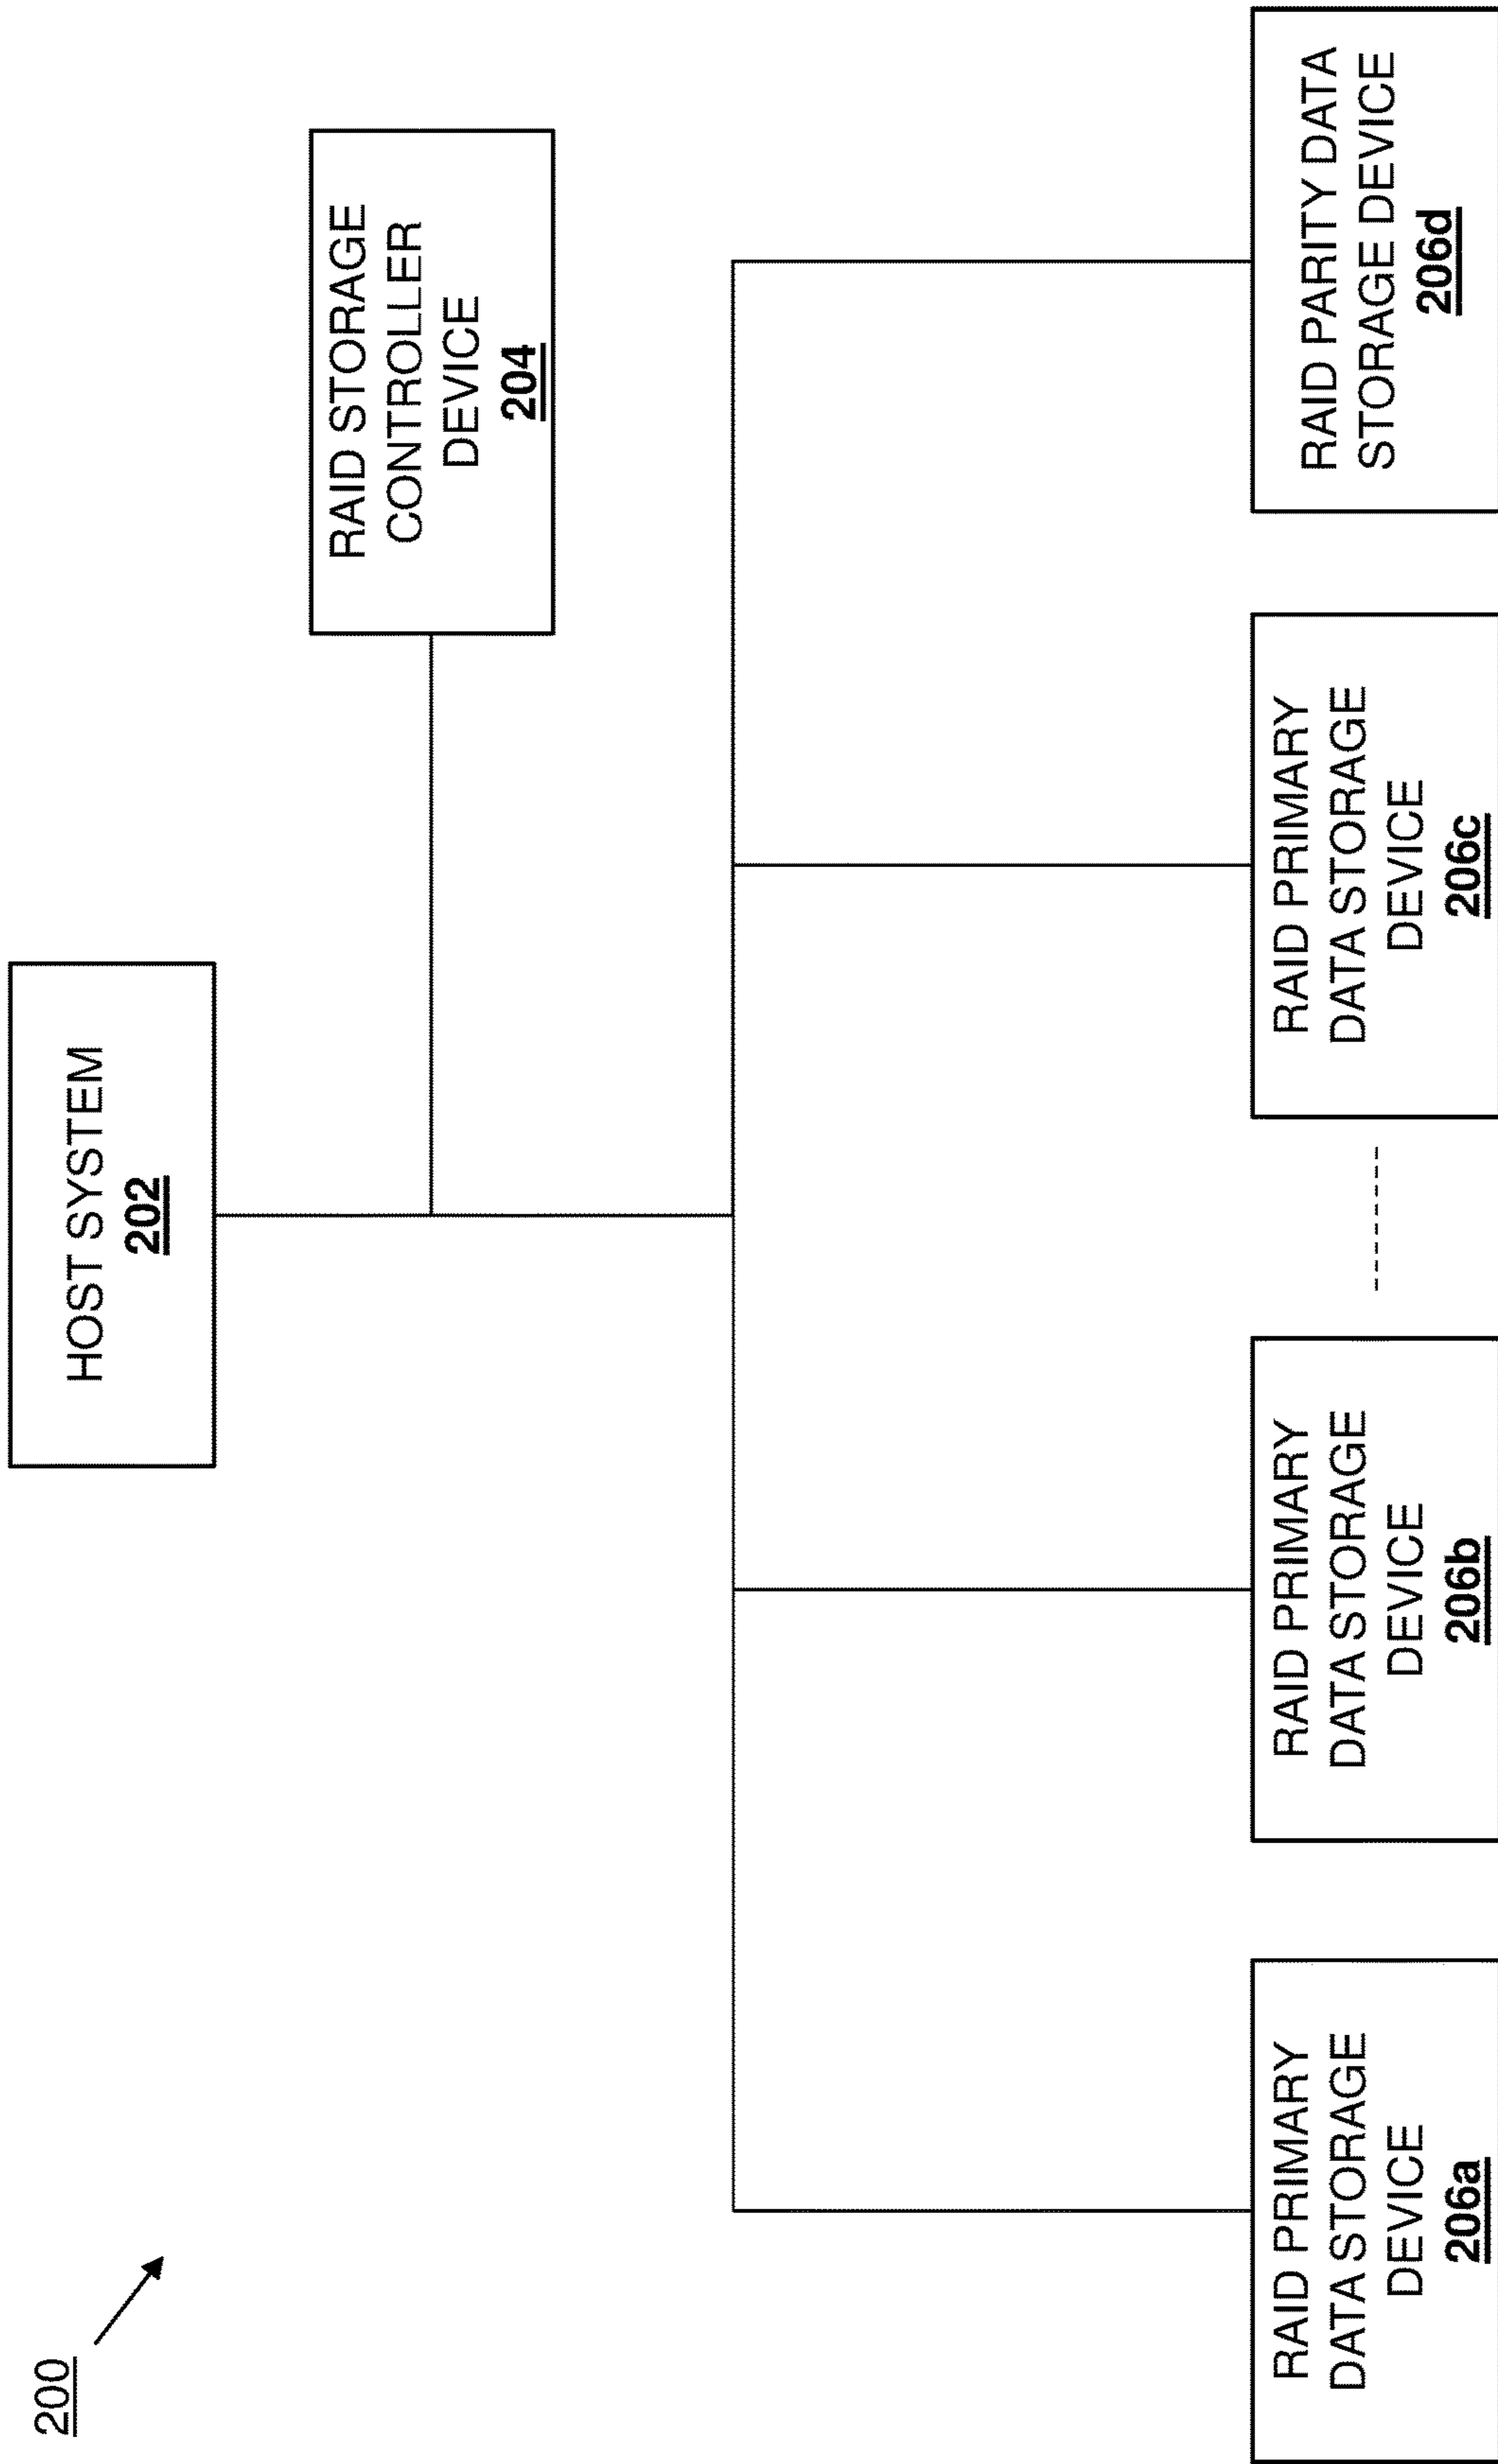 200
HOST SYSTEM
202
RAID STORAGE
CONTROLLER
DEVICE
204
RAID PRIMARY
DATA STORAGE
DEVICE
206a
RAID PRIMARY
DATA STORAGE
DEVICE
206b
RAID PRIMARY
DATA STORAGE
DEVICE
206c
RAID PARITY DATA
STORAGE DEVICE
206d